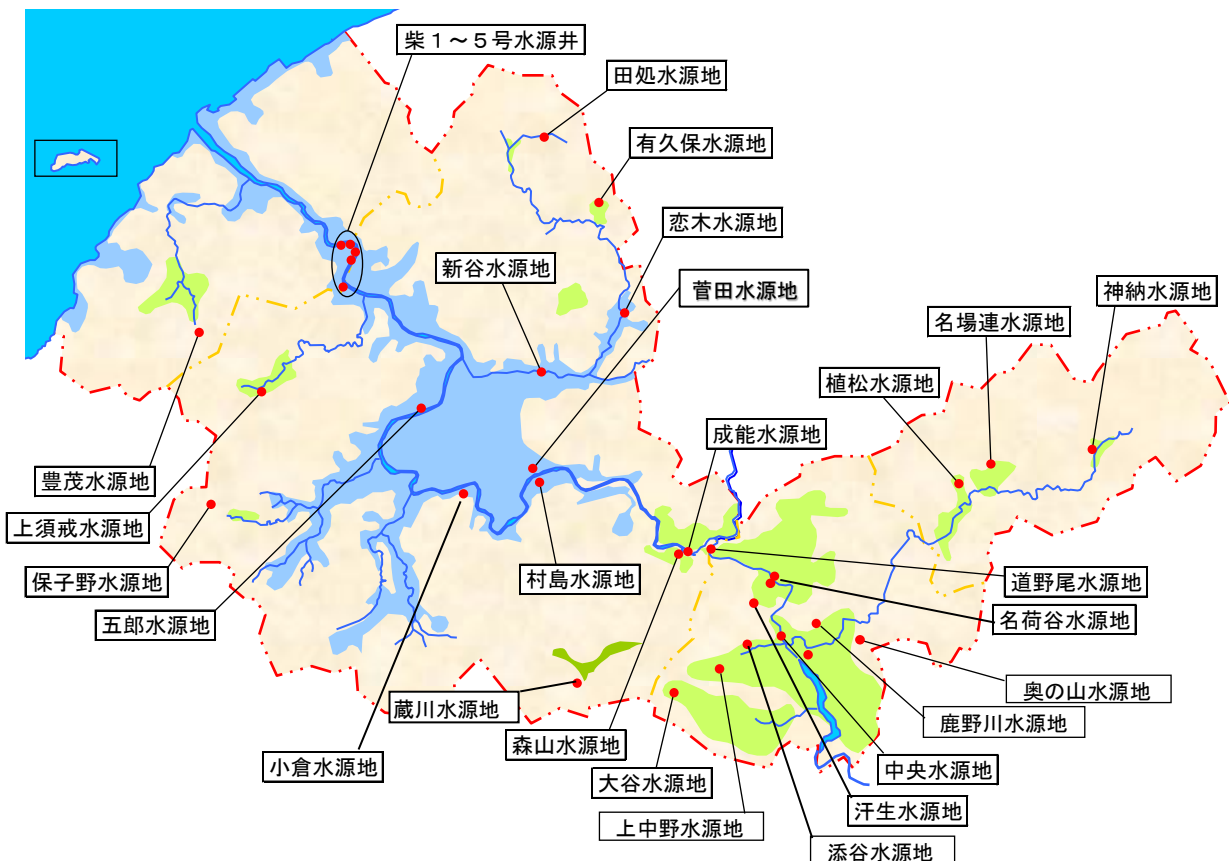 柴１～５号水源井
田処水源地
有久保水源地
恋木水源地
新谷水源地
菅田水源地
神納水源地
名場連水源地
植松水源地
成能水源地
豊茂水源地
上須戒水源地
保子野水源地
村島水源地
道野尾水源地
五郎水源地
名荷谷水源地
奥の山水源地
蔵川水源地
鹿野川水源地
森山水源地
小倉水源地
中央水源地
大谷水源地
汗生水源地
上中野水源地
添谷水源地